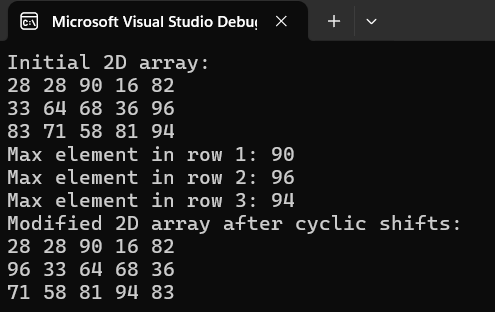 Microsoft Visual Studio Debu
Initial 2D array:
28 28 90 16 82
33 64 68 36 96
83 71 58 81 94
Max element in row 1: 90
Max element in row 2: 96
Max element in row 3: 94
Modified 2D array after cyclic shifts:
28 28 90 16 82
96 33 64 68 36
71 58 81 94 83